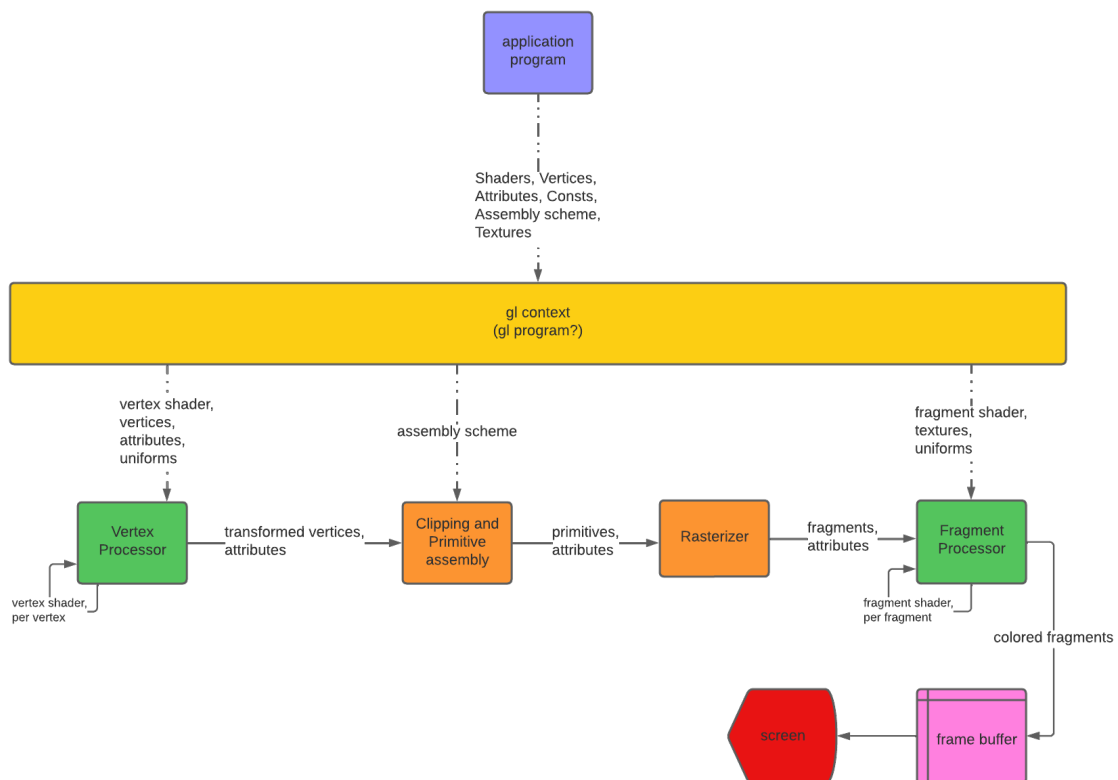 application
program
Shaders, Vertices,
Attributes, Consts,
Assembly scheme,
Textures
gl context
(gl program?)
vertex shader,
vertices,
attributes,
uniforms
assembly scheme
fragment shader,
textures,
uniforms
Vertex
Processor
transformed vertices,
attributes
Clipping and
Primitive
assembly
primitives,
attributes
Rasterizer
fragments,
attributes
Fragment
Processor
vertex shader,
per vertex
fragment shader,
per fragment
colored fragments
screen
frame buffer